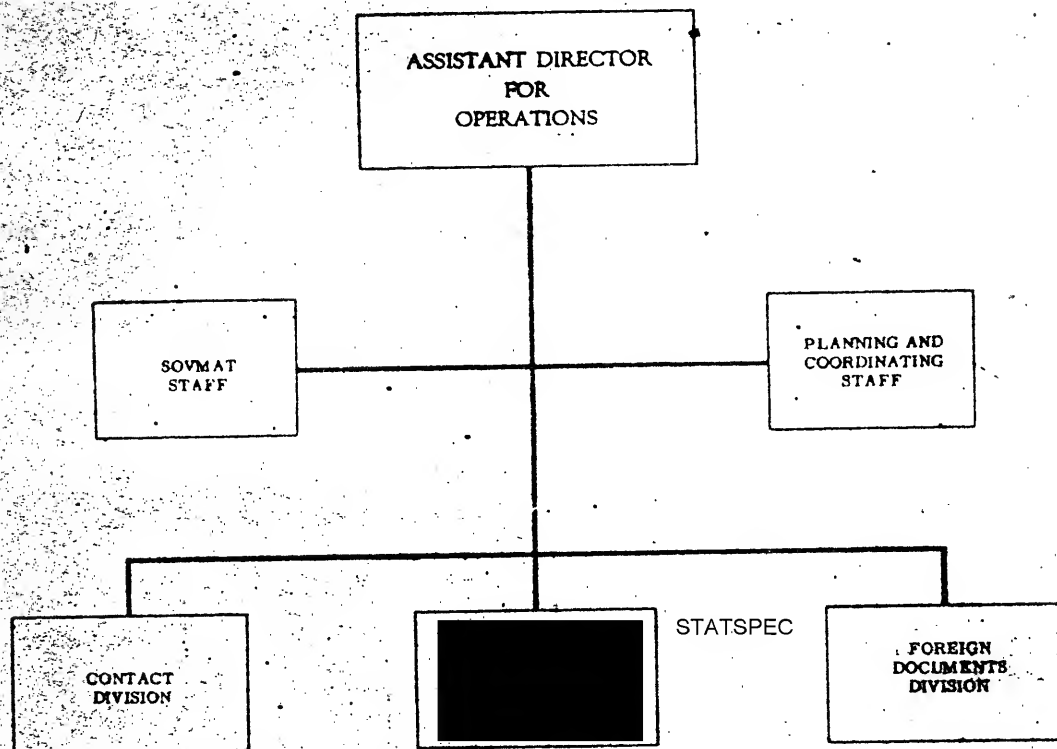 ASSISTANT DIRECTOR
FOR
OPERATIONS
SOVMAT
STAFF
PLANNING AND
COORDINATING
STAFF
CONTACT
DIVISION
STATSPEC
FOREIGN
DOCUMENTS
DIVISION